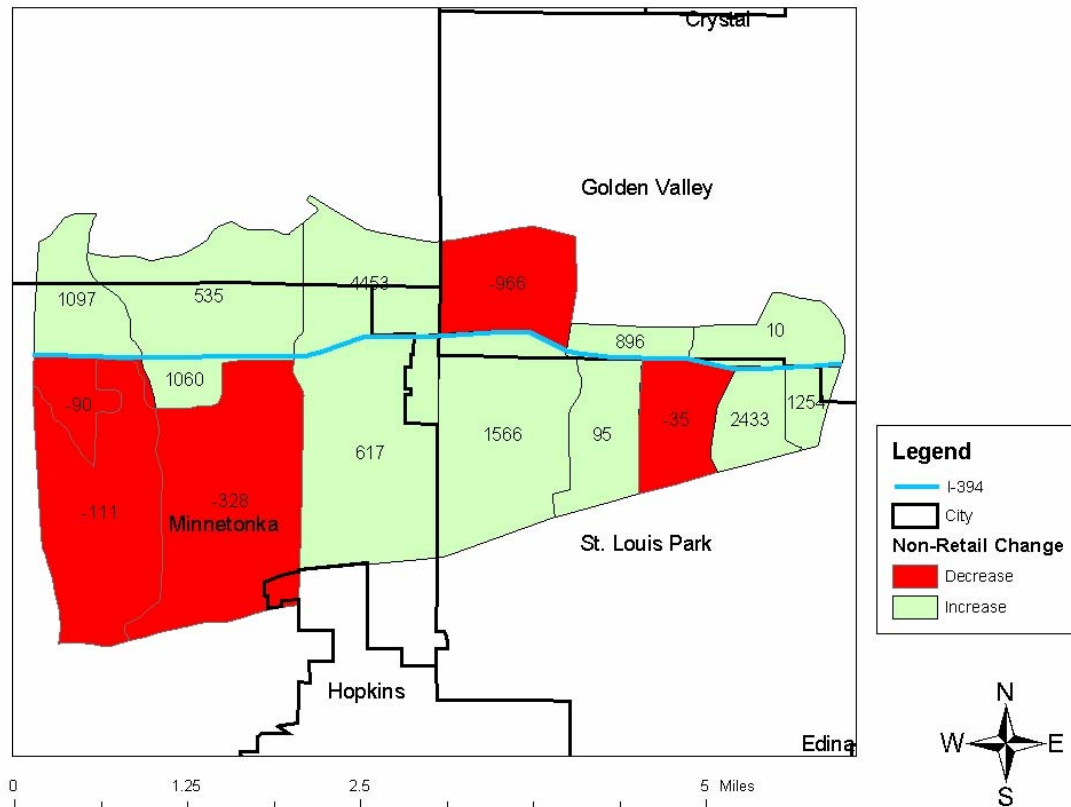 Crystal
Golden Valley
4453
-966
1097
535
10
896
1060
-90
1254
2433
1566
95
-35
617
-328
-111
Minnetonka
St. Louis Park
Hopkins
Edina
Legend
I-394
City
Non-Retail Change
Decrease
Increase
N
W E
S
0 1.25 2.5 5 Miles